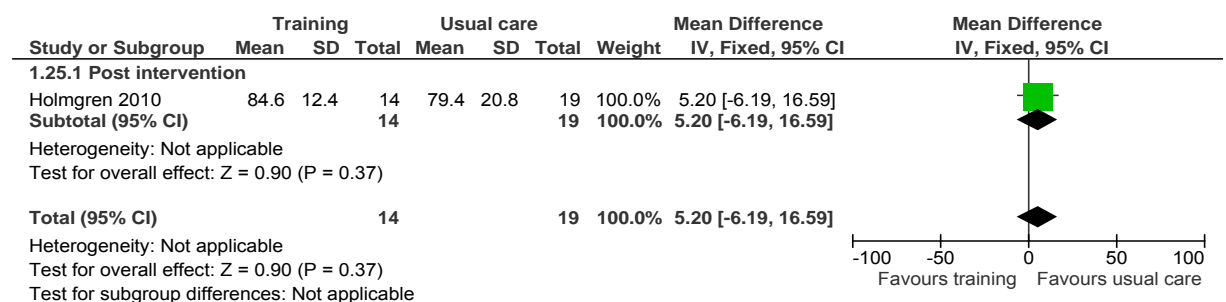 Training Usual care Mean Difference Mean Difference
Study or Subgroup Mean SD Total Mean SD Total Weight IV, Fixed, 95% CI IV, Fixed, 95% CI
1.25.1 Post intervention
Holmgren 2010 84.6 12.4 14 79.4 20.8 19 100.0% 5.20 [-6.19, 16.59]
Subtotal (95% CI) 14 19 100.0% 5.20 [-6.19, 16.59]
Heterogeneity: Not applicable
Test for overall effect: Z = 0.90 (P = 0.37)
Total (95% CI) 14 19 100.0% 5.20 [-6.19, 16.59]
Heterogeneity: Not applicable
Test for overall effect: Z = 0.90 (P = 0.37)
Test for subgroup differences: Not applicable
-100 -50 0 50 100
Favours training Favours usual care